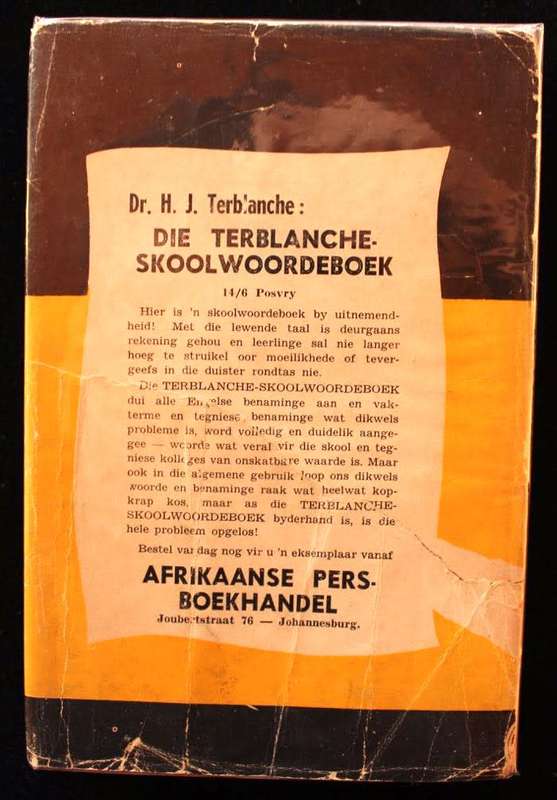 Dr. H. J. Terblanche:
DIE TERBLANCHE-
SKOOLWOORDEBOEK
14/6 Posvry
Hier is 'n skoolwoordeboek by uitnemend-
heid! Met die lewende taal is deurgaans
rekening gehou en leerlinge sal nie langer
hoef te struikel oor moeilikhede of tever-
geefs in die duister rondtas nie.
Die TERBLANCHE-SKOOLWOORDEBOEK
dui alle Engelse benaminge aan en vak-
terme en tegniese benaminge wat dikwels
probleme is, word volledig en duidelik aange-
gee — woorde wat veral vir die skool en teg-
niese kolleges van onskatbare waarde is. Maar
ook in die algemene gebruik loop ons dikwels
woorde en benaminge raak wat heelwat kop-
krap kos, maar as die TERBLANCHE-
SKOOLWOORDEBOEK byderhand is, is die
hele probleem opgelos!
Bestel vandag nog vir u 'n eksemplaar vanaf
AFRIKAANSE PERS-
BOEKHANDEL
Joubertstraat 76 — Johannesburg.